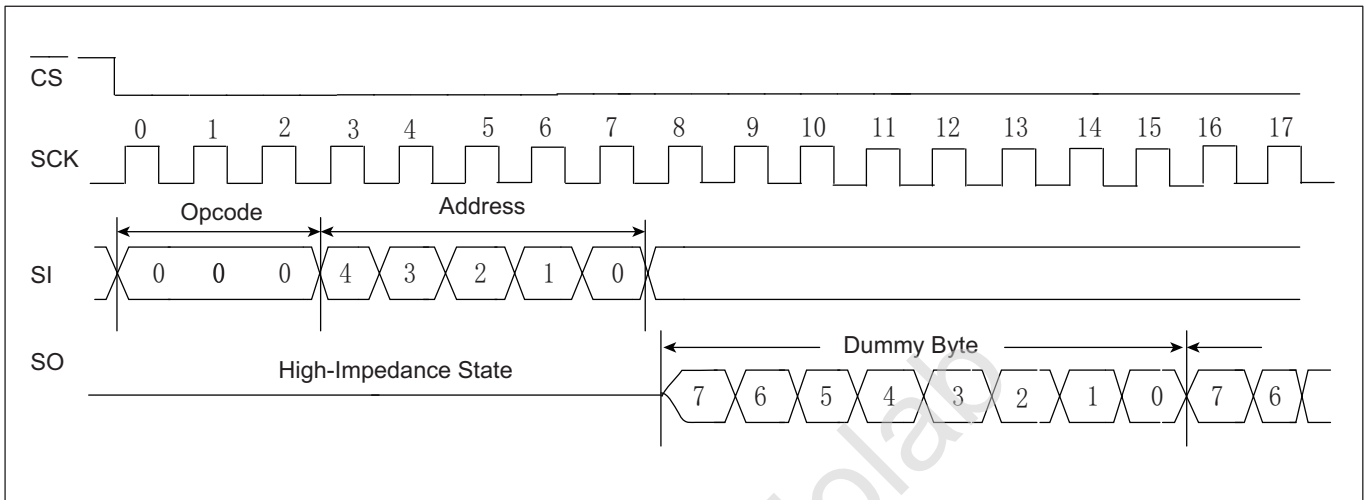 CS
0 1 2 3 4 5 6 7 8 9 10 11 12 13 14 15 16 17
SCK
Opcode Address
SI 0 0 0 4 3 2 1 0
SO
Dummy Byte
High-Impedance State
7 6 5 4 3 2 1 0 7 6